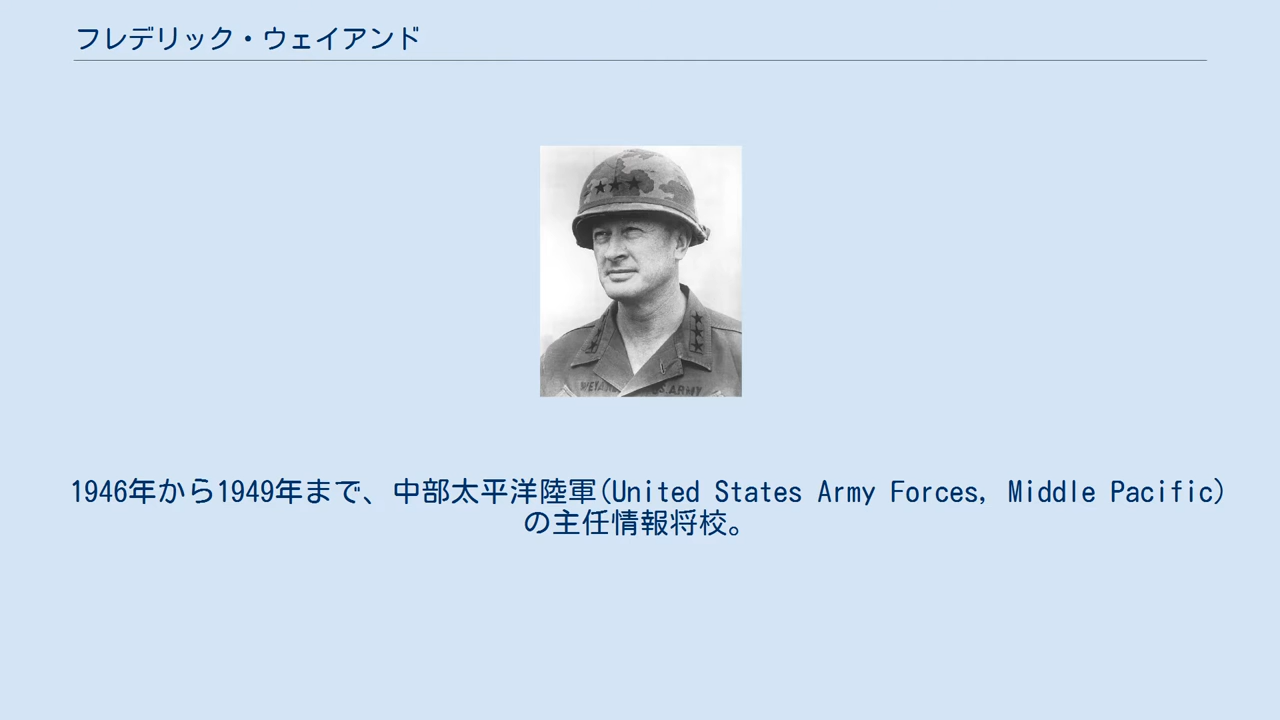 フレデリック・ウェイアンド
U.S. ARMY
1946年から1949年まで、中部太平洋陸軍(United States Army Forces, Middle Pacific)
の主任情報将校。